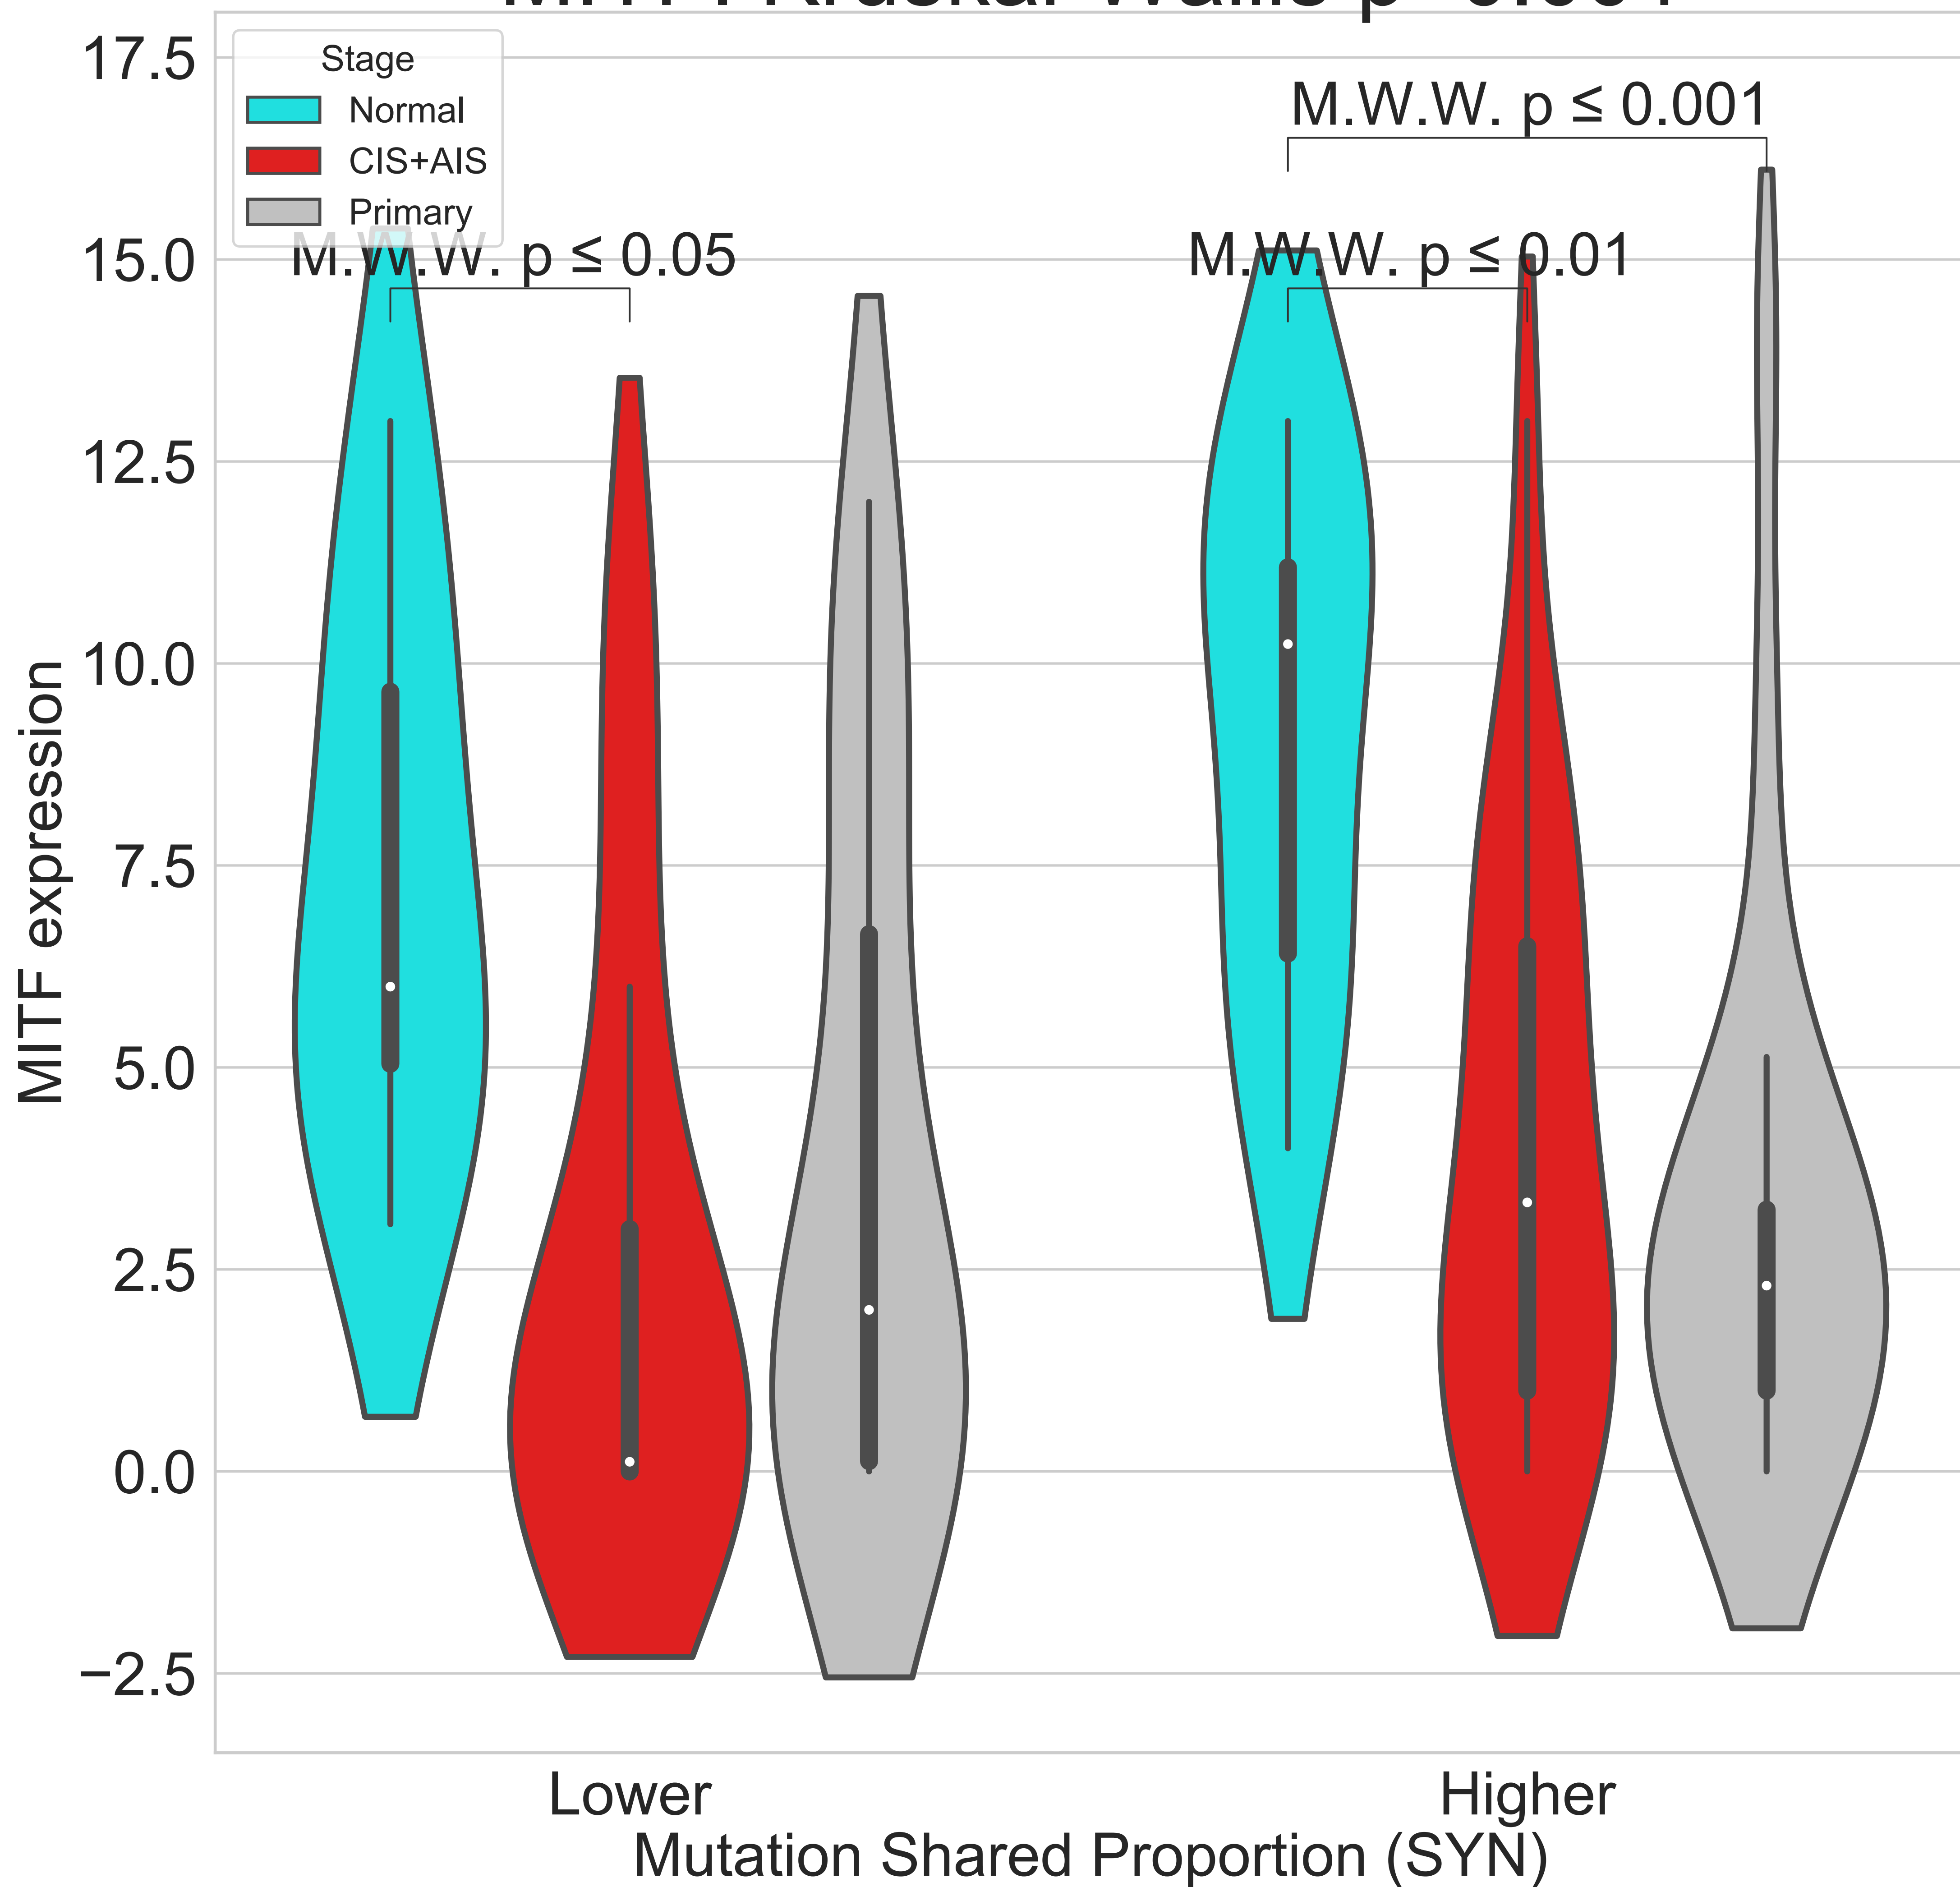 17.5
15.0
12.5
10.0
7.5
5.0
2.5
0.0
−2.5
MITF expression
Stage
Normal
CIS+AIS
Primary
M.W.W. p ≤ 0.05
M.W.W. p ≤ 0.001
M.W.W. p ≤ 0.01
Lower
Higher
Mutation Shared Proportion (SYN)